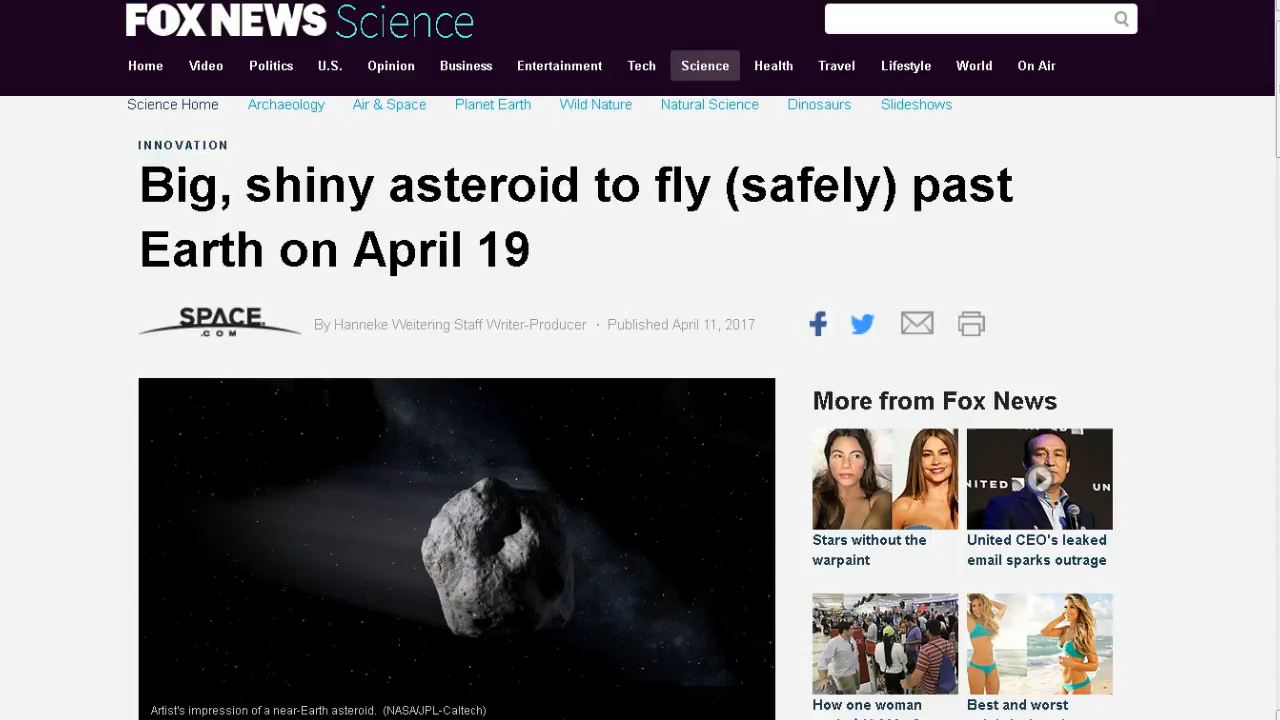 FOX NEWS Science
Home Video Politics U.S. Opinion Business Entertainment Tech Science Health Travel Lifestyle World On Air
Science Home Archaeology Air & Space Planet Earth Wild Nature Natural Science Dinosaurs Slideshows
INNOVATION
Big, shiny asteroid to fly (safely) past
Earth on April 19
SPACE
.COM
By Hanneke Weitering Staff Writer-Producer · Published April 11, 2017
More from Fox News
UNITED
UN
Stars without the
warpaint
United CEO's leaked
email sparks outrage
How one woman
Best and worst
Artist's impression of a near-Earth asteroid. (NASA/JPL-Caltech)